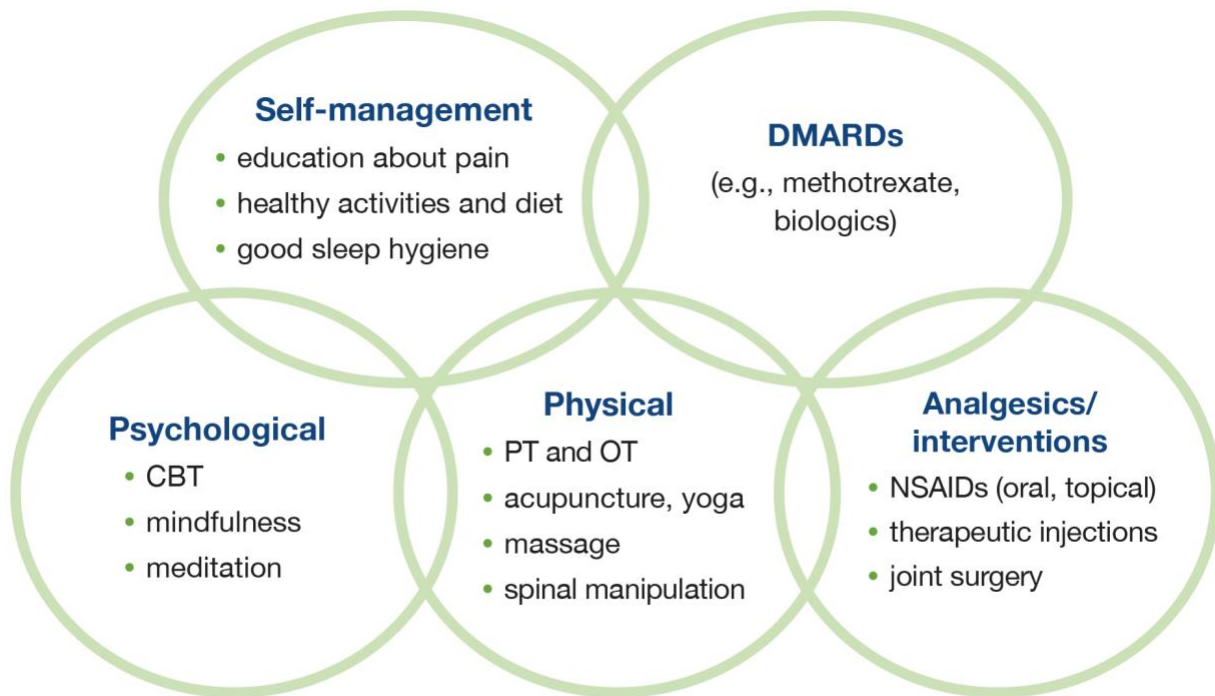 Self-management
• education about pain
• healthy activities and diet
• good sleep hygiene
DMARDs
(e.g., methotrexate,
biologics)
Psychological
• CBT
• mindfulness
• meditation
Physical
• PT and OT
• acupuncture, yoga
• massage
• spinal manipulation
Analgesics/
interventions
• NSAIDs (oral, topical)
• therapeutic injections
• joint surgery